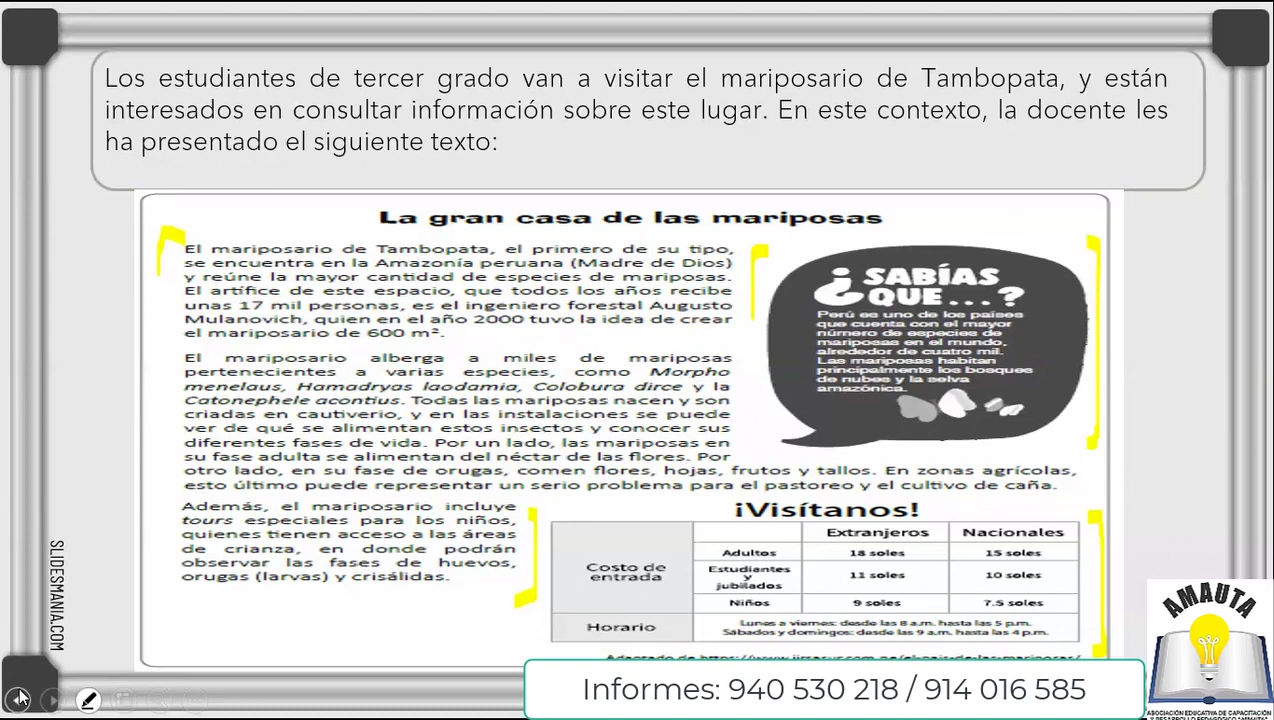 Los estudiantes de tercer grado van a visitar el mariposario de Tambopata, y están
interesados en consultar información sobre este lugar. En este contexto, la docente les
ha presentado el siguiente texto:
La gran casa de las mariposas
El mariposario de Tambopata, el primero de su tipo,
se encuentra en la Amazonía peruana (Madre de Dios)
y reúne la mayor cantidad de especies de mariposas.
El artífice de este espacio, que todos los años recibe
unas 17 mil personas, es el ingeniero forestal Augusto
Mulanovich, quien en el año 2000 tuvo la idea de crear
el mariposario de 600 m².
El mariposario alberga a miles de mariposas
pertenecientes a varias especies, como Morpho
menelaus, Hamadryas laodamia, Colobura dirce y la
Catonephele acontius. Todas las mariposas nacen y son
criadas en cautiverio, y en las instalaciones se puede
ver de qué se alimentan estos insectos y conocer sus
diferentes fases de vida. Por un lado, las mariposas en
su fase adulta se alimentan del néctar de las flores. Por
otro lado, en su fase de orugas, comen flores, hojas, frutos y tallos. En zonas agrícolas,
esto último puede representar un serio problema para el pastoreo y el cultivo de caña.
¿SABÍAS
QUE...?
Perú es uno de los países
que cuenta con el mayor
número de especies de
mariposas en el mundo,
alrededor de cuatro mil.
Las mariposas habitan
principalmente los bosques
de nubes y la selva
amazónica.
Además, el mariposario incluye
tours especiales para los niños,
quienes tienen acceso a las áreas
de crianza, en donde podrán
observar las fases de huevos,
orugas (larvas) y crisálidas.
¡Visítanos!
Extranjeros Nacionales
Costo de entrada
Adultos 18 soles 15 soles
Estudiantes y jubilados 11 soles 10 soles
Niños 9 soles 7.5 soles
Horario
Lunes a viernes: desde las 8 a.m. hasta las 5 p.m.
Sábados y domingos: desde las 9 a.m. hasta las 4 p.m.
Informes: 940 530 218 / 914 016 585
SLIDESMANIA.COM
AMAUTA
ASOCIACIÓN EDUCATIVA DE CAPACITACIÓN
Y DESARROLLO PEDAGÓGICO "AMAUTA"